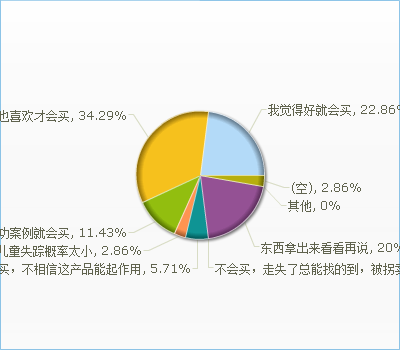 我觉得好就会买, 22.86%
也喜欢才会买, 34.29%
(空), 2.86%
其他, 0%
功案例就会买, 11.43%
东西拿出来看看再说, 20%
儿童失踪概率太小, 2.86%
买，不相信这产品能起作用, 5.71%
不会买，走失了总能找的到，被拐卖